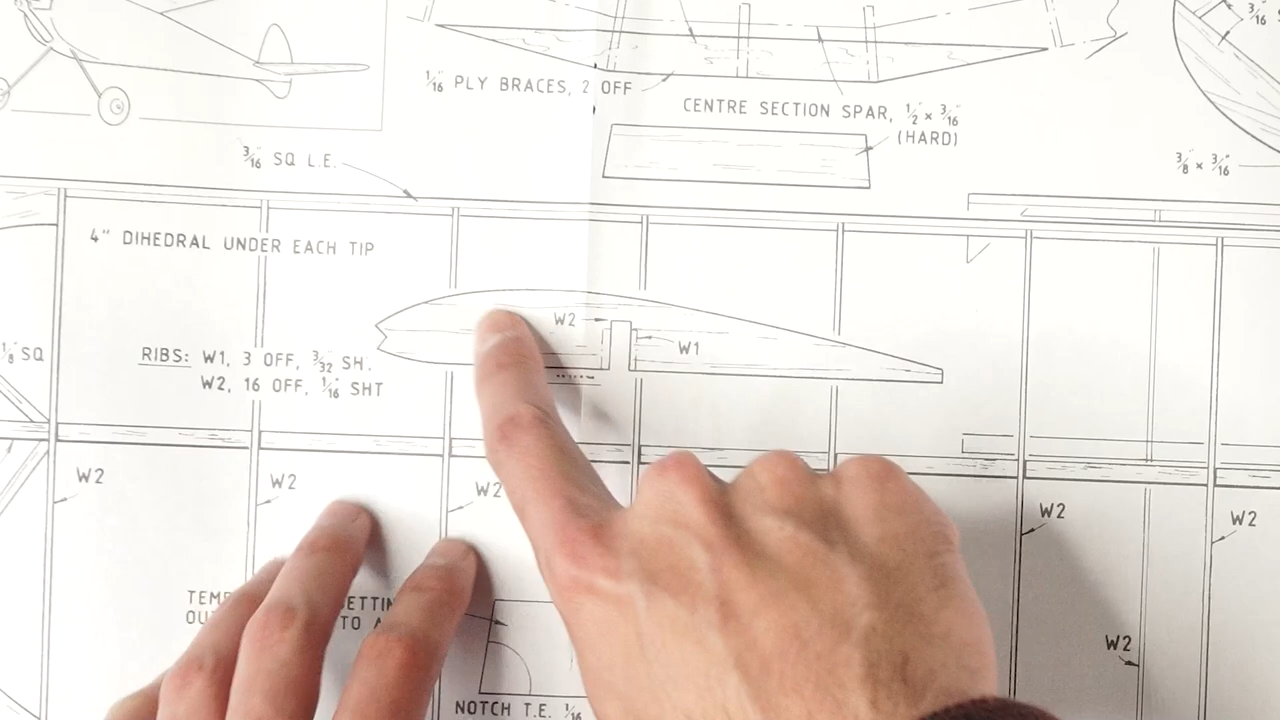 3/16"
1/16" PLY BRACES, 2 OFF
CENTRE SECTION SPAR, 1/2" × 3/16"
(HARD)
3/16" SQ L.E.
3/8" × 3/16"
4" DIHEDRAL UNDER EACH TIP
W2
W1
1/8" SQ
RIBS: W1, 3 OFF, 3/32" SH.
W2, 16 OFF, 1/16" SHT
W2
W2
W2
W2
W2
W2
TO
NOTCH T.E. 1/16"